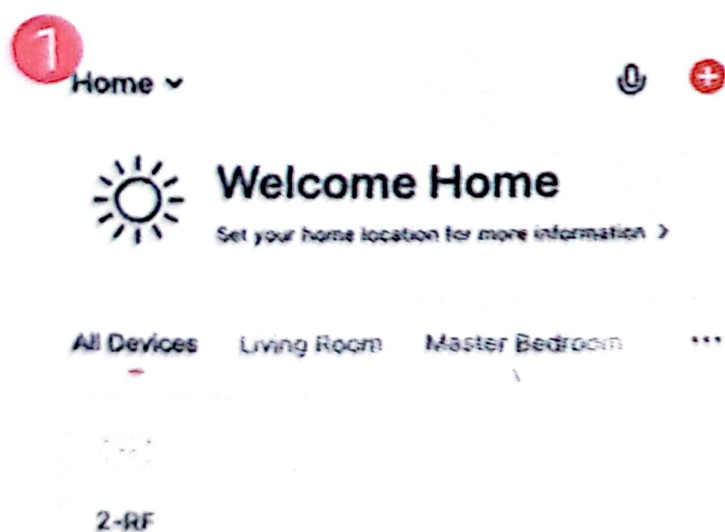 1
Home
Welcome Home
Set your home location for more information >
All Devices Living Room Master Bedroom ...
2-RF